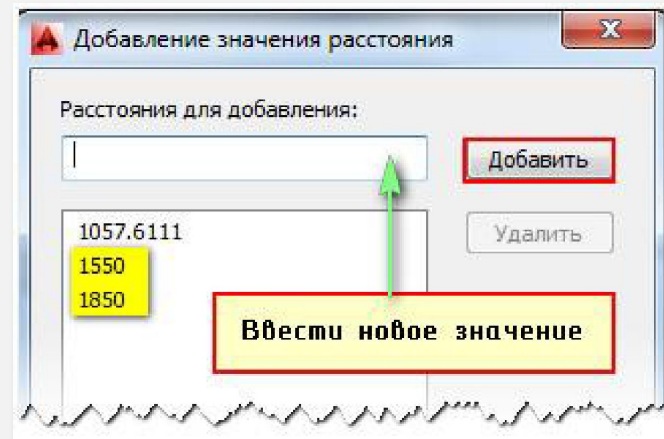 Добавление значения расстояния
Расстояния для добавления:
Добавить
1057.6111
Удалить
1550
1850
Ввести новое значение